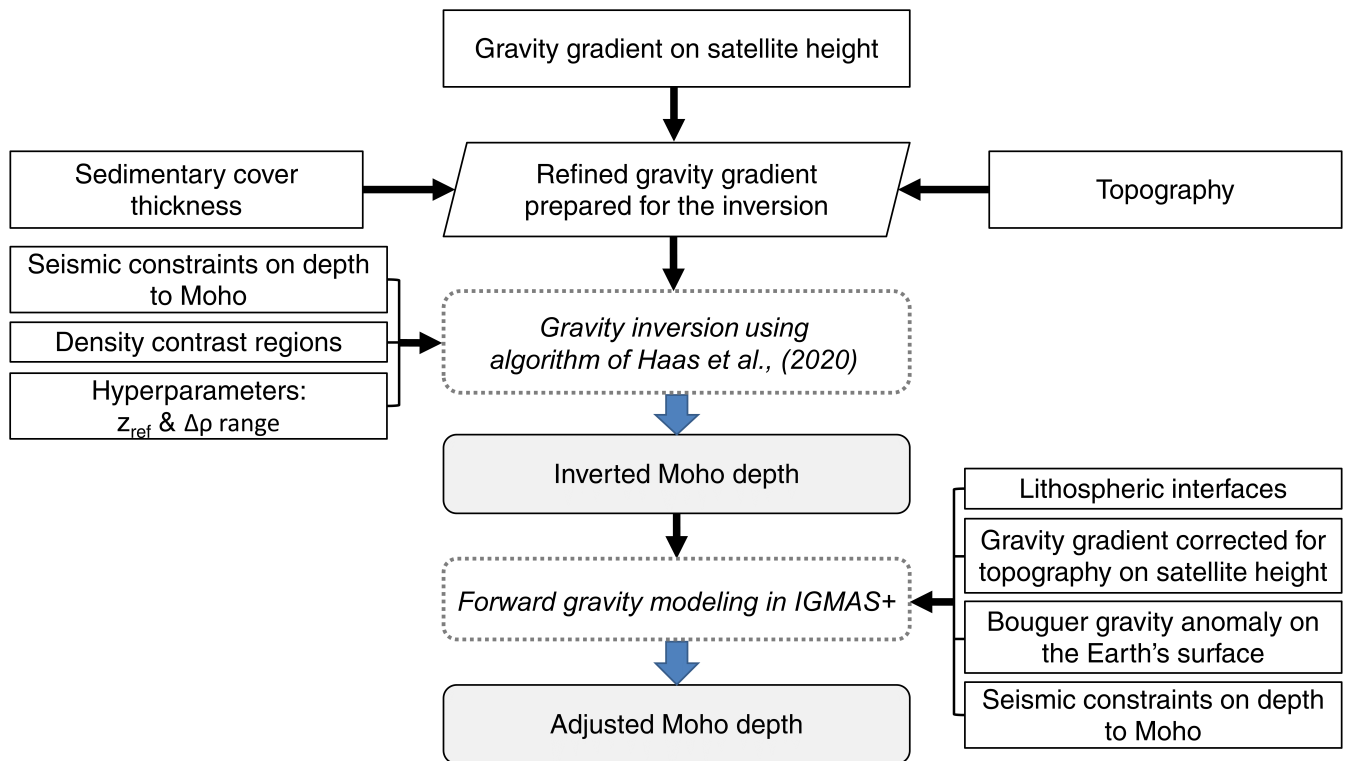 Gravity gradient on satellite height
Sedimentary cover
thickness
Refined gravity gradient
prepared for the inversion
Topography
Seismic constraints on depth
to Moho
Density contrast regions
Hyperparameters:
z_ref & Δρ range
Gravity inversion using
algorithm of Haas et al., (2020)
Inverted Moho depth
Lithospheric interfaces
Gravity gradient corrected for
topography on satellite height
Forward gravity modeling in IGMAS+
Bouguer gravity anomaly on
the Earth's surface
Seismic constraints on depth
to Moho
Adjusted Moho depth